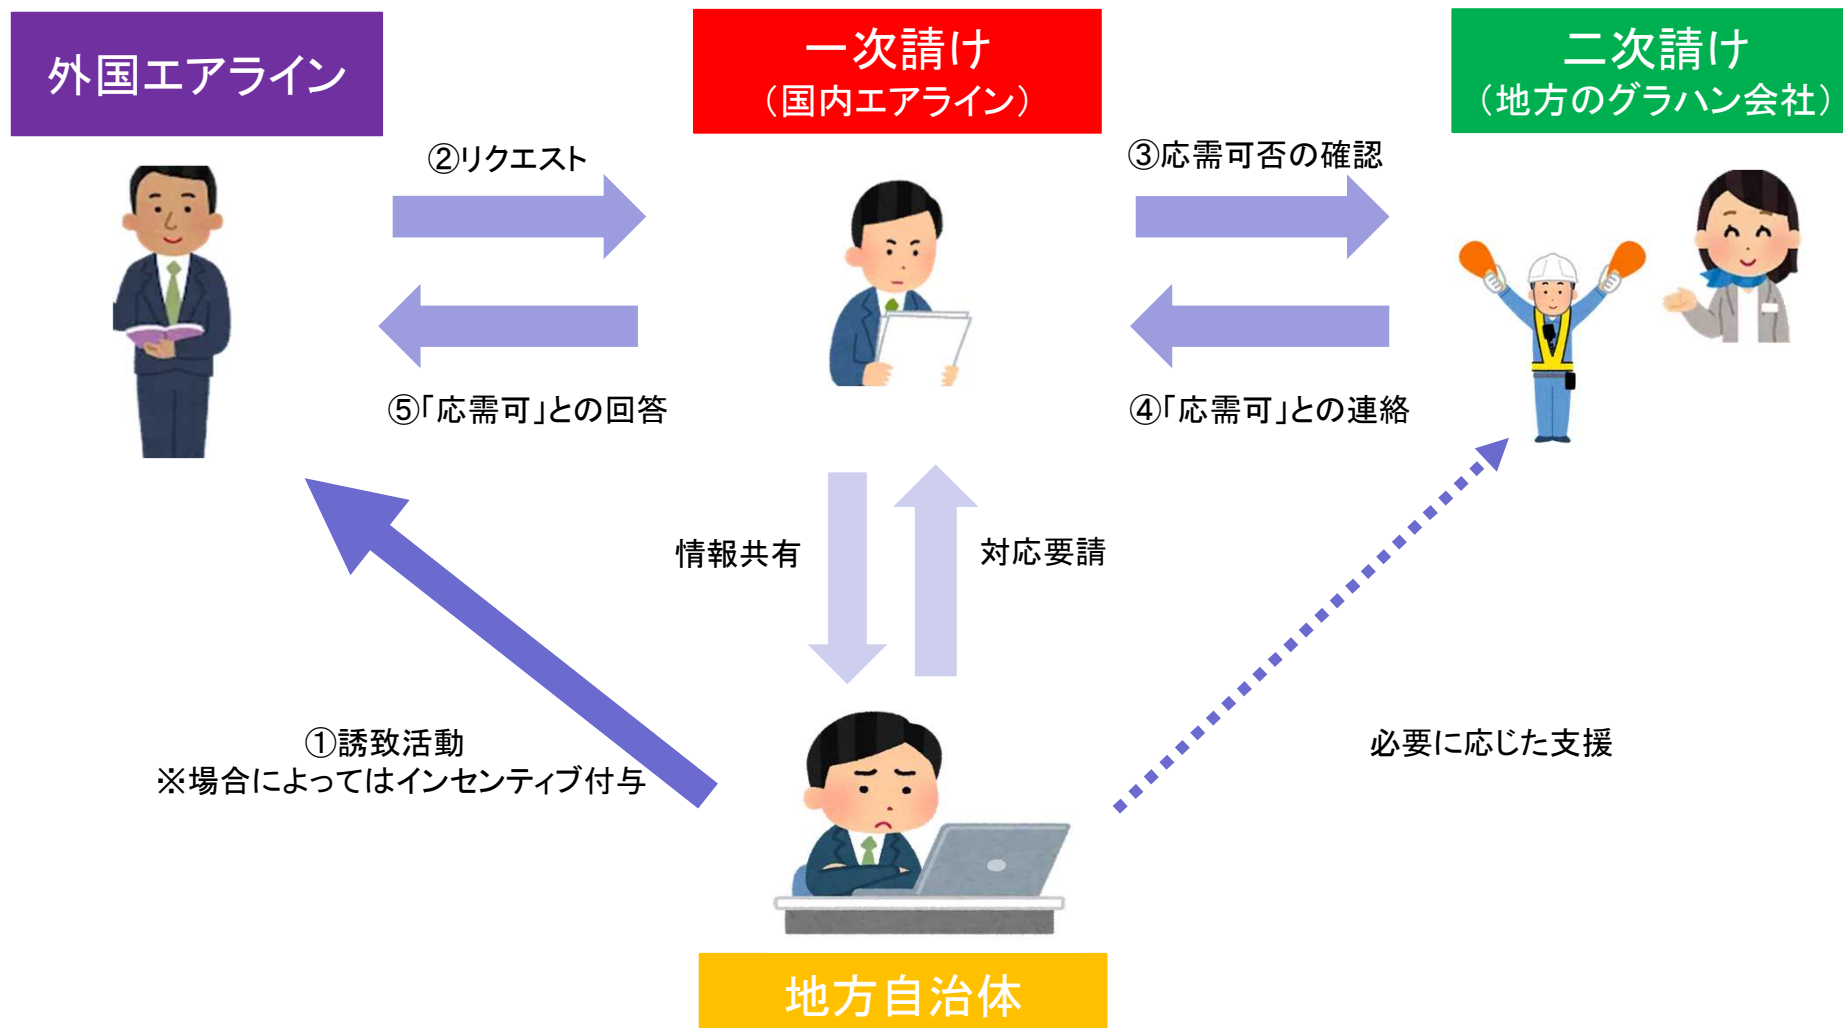 外国エアライン
一次請け
（国内エアライン）
二次請け
（地方のグラハン会社）
②リクエスト
③応需可否の確認
⑤「応需可」との回答
④「応需可」との連絡
情報共有
対応要請
①誘致活動
※場合によってはインセンティブ付与
必要に応じた支援
地方自治体